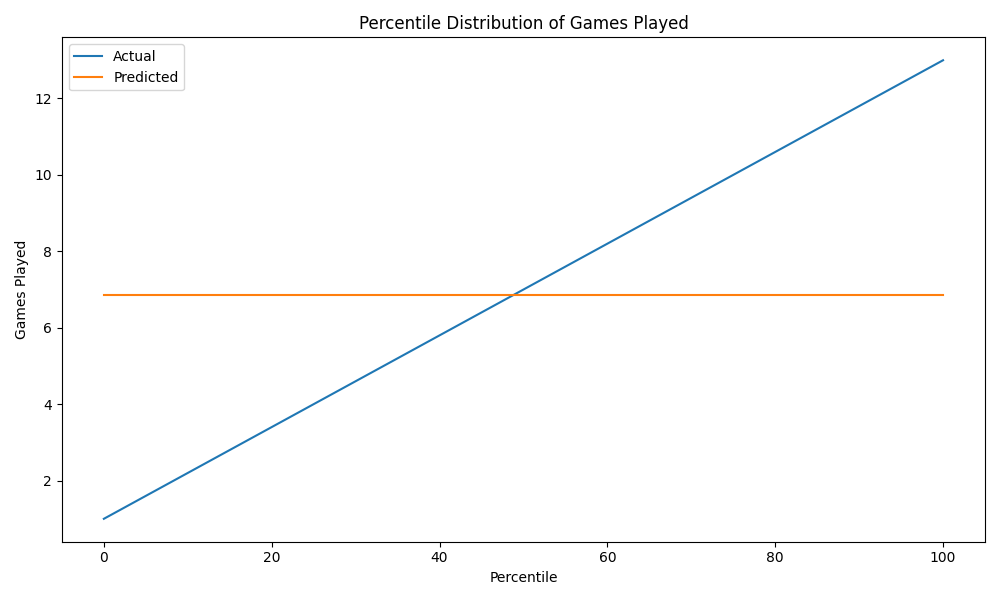 Percentile Distribution of Games Played
Actual
Predicted
12
10
8
6
4
2
Games Played
0 20 40 60 80 100
Percentile